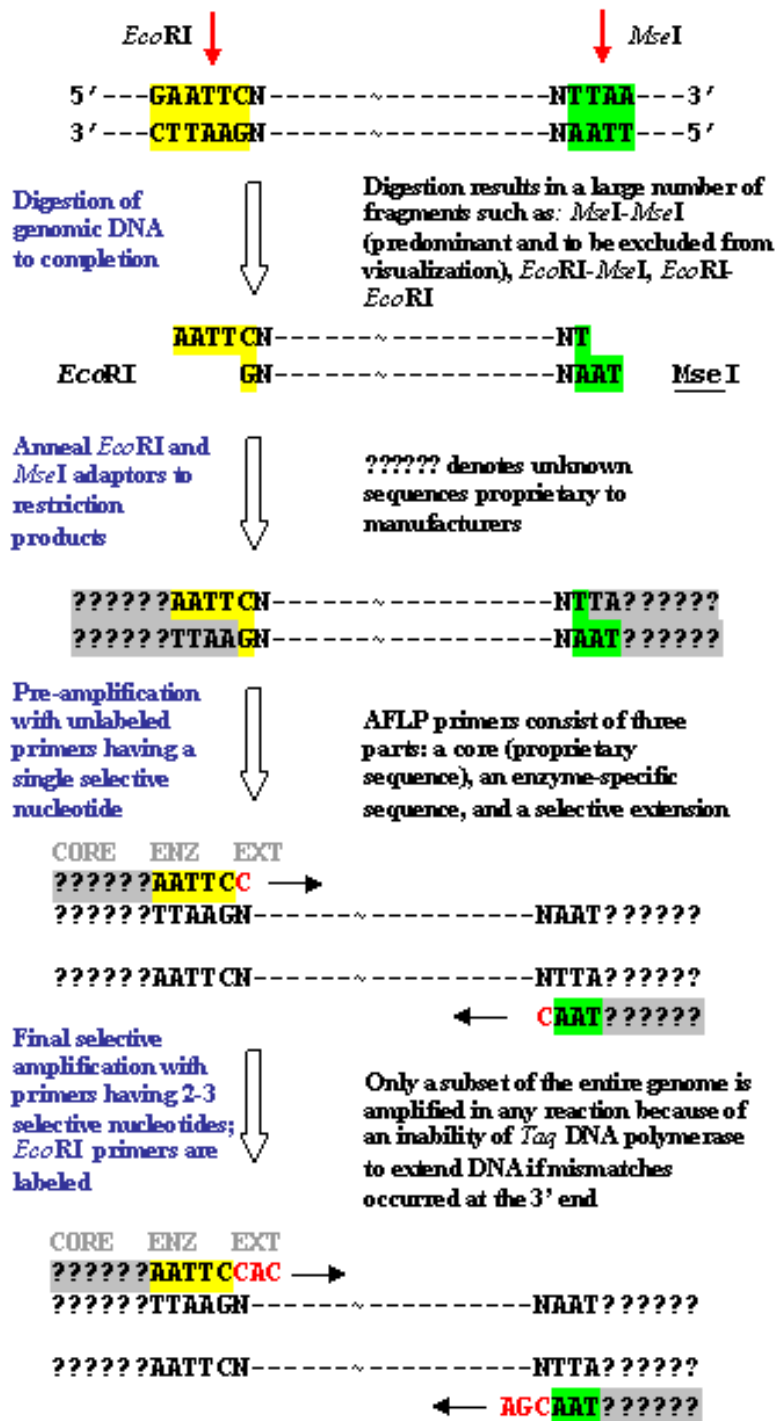 EcoRI MseI
5′---GAATTCN------~------NTTAA---3′
3′---CTTAAGN------~------NAATT---5′
Digestion of
genomic DNA
to completion
Digestion results in a large number of
fragments such as: MseI-MseI
(predominant and to be excluded from
visualization), EcoRI-MseI, EcoRI-
EcoRI
AATTCN------~---------NT
EcoRI GN------~---------NAAT MseI
Anneal EcoRI and
MseI adaptors to
restriction
products
?????? denotes unknown
sequences proprietary to
manufacturers
??????AATTCN------~---------NTTA??????
??????TTAAGN------~---------NAAT??????
Pre-amplification
with unlabeled
primers having a
single selective
nucleotide
AFLP primers consist of three
parts: a core (proprietary
sequence), an enzyme-specific
sequence, and a selective extension
CORE ENZ EXT
??????AATTCC
??????TTAAGN------~----------NAAT??????
??????AATTCN------~----------NTTA??????
CAAT??????
Final selective
amplification with
primers having 2-3
selective nucleotides;
EcoRI primers are
labeled
Only a subset of the entire genome is
amplified in any reaction because of
an inability of Taq DNA polymerase
to extend DNA if mismatches
occurred at the 3' end
CORE ENZ EXT
??????AATTCCAC
??????TTAAGN------~----------NAAT??????
??????AATTCN------~----------NTTA??????
AGCAAT??????